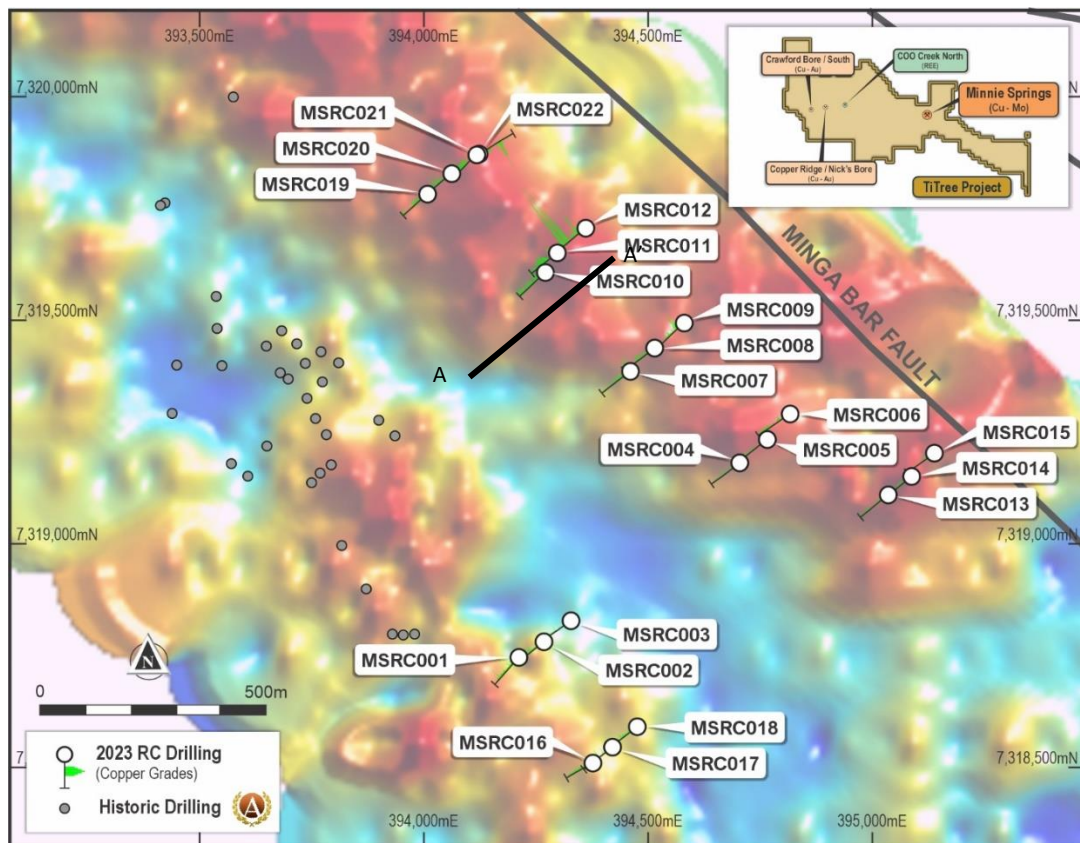 393,500mE
394,000mE
394,500mE
7,320,000mN
Crawford Bore / South
(Cu - Au)
COO Creek North
(REE)
Minnie Springs
(Cu - Mo)
Copper Ridge / Nick's Bore
(Cu - Au)
TiTree Project
MSRC021
MSRC022
MSRC020
MSRC019
MSRC012
MSRC011
A'
MSRC010
MINGA BAR FAULT
7,319,500mN
7,319,500mN
MSRC009
MSRC008
A
MSRC007
MSRC006
MSRC004
MSRC005
MSRC015
MSRC014
MSRC013
7,319,000mN
7,319,000mN
MSRC003
MSRC001
MSRC002
N
0
500m
MSRC018
MSRC016
MSRC017
2023 RC Drilling
(Copper Grades)
Historic Drilling
A
7,318,500mN
394,000mE
394,500mE
395,000mE